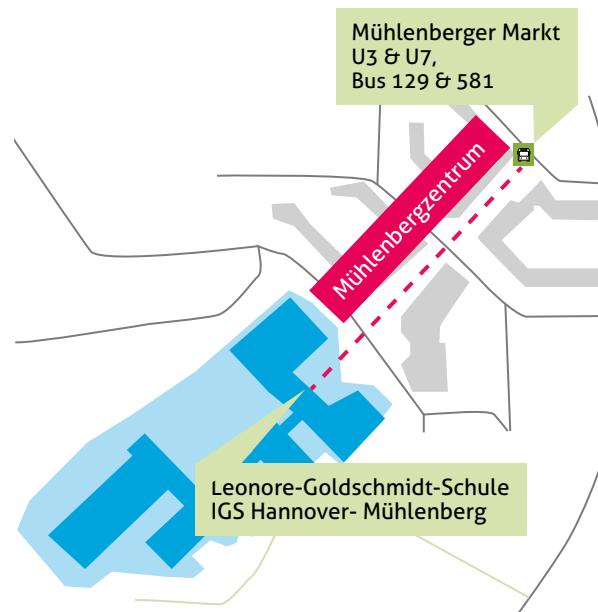 Mühlenberger Markt
U3 & U7,
Bus 129 & 581
Mühlenbergzentrum
Leonore-Goldschmidt-Schule
IGS Hannover- Mühlenberg